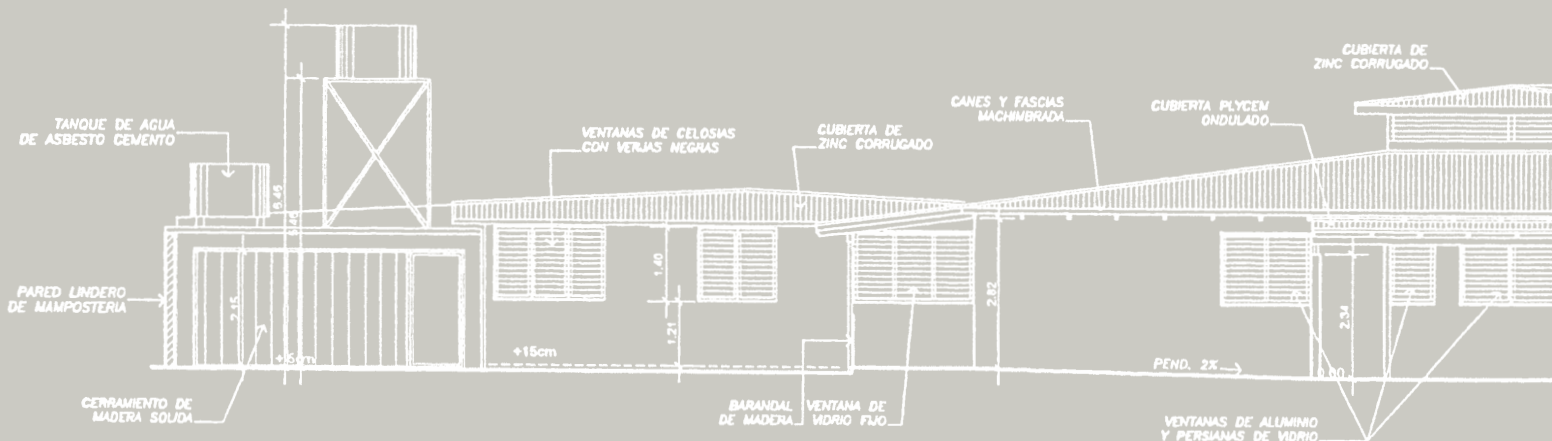 CUBIERTA DE
ZINC CORRUGADO
TANQUE DE AGUA
DE ASBESTO CEMENTO
VENTANAS DE CELOSIAS
CON VERJAS NEGRAS
CUBIERTA DE
ZINC CORRUGADO
CANES Y FASCIAS
MACHIMBRADA
CUBIERTA PLYCEM
ONDULADO
1.40
2.82
PARED LINDERO
DE MAMPOSTERIA
2.15
1.21
2.34
+15cm
PEND. 2%
0.00
CERRAMIENTO DE
MADERA SOLIDA
BARANDAL
DE MADERA
VENTANA DE
VIDRIO FIJO
VENTANAS DE ALUMINIO
Y PERSIANAS DE VIDRIO